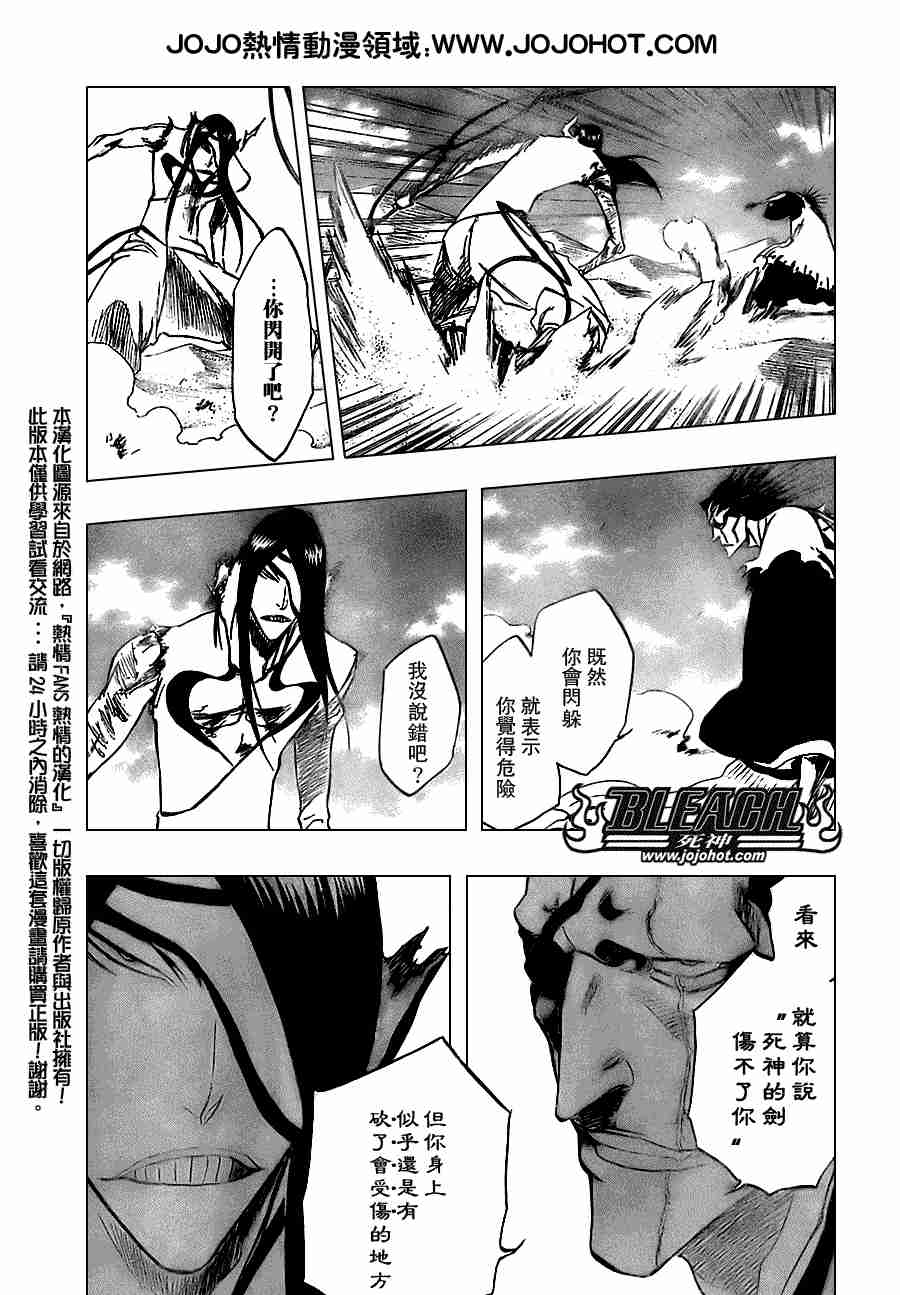 JOJO熱情動漫領域:WWW.JOJOHOT.COM
…你閃開了吧？
既然
你會閃躲
就表示
你覺得危險
我沒說錯吧？
BLEACH
死神
www.jojohot.com
看來
就算你說
〝死神的劍
傷不了你〞
但你身上
似乎還是有
砍了會受傷的地方
本漢化圖源來自於網路，『熱情FANS 熱情的漢化』一切版權歸原作者與出版社擁有！
此版本僅供學習試看交流…請24小時之內消除，喜歡這套漫畫請購買正版！謝謝。